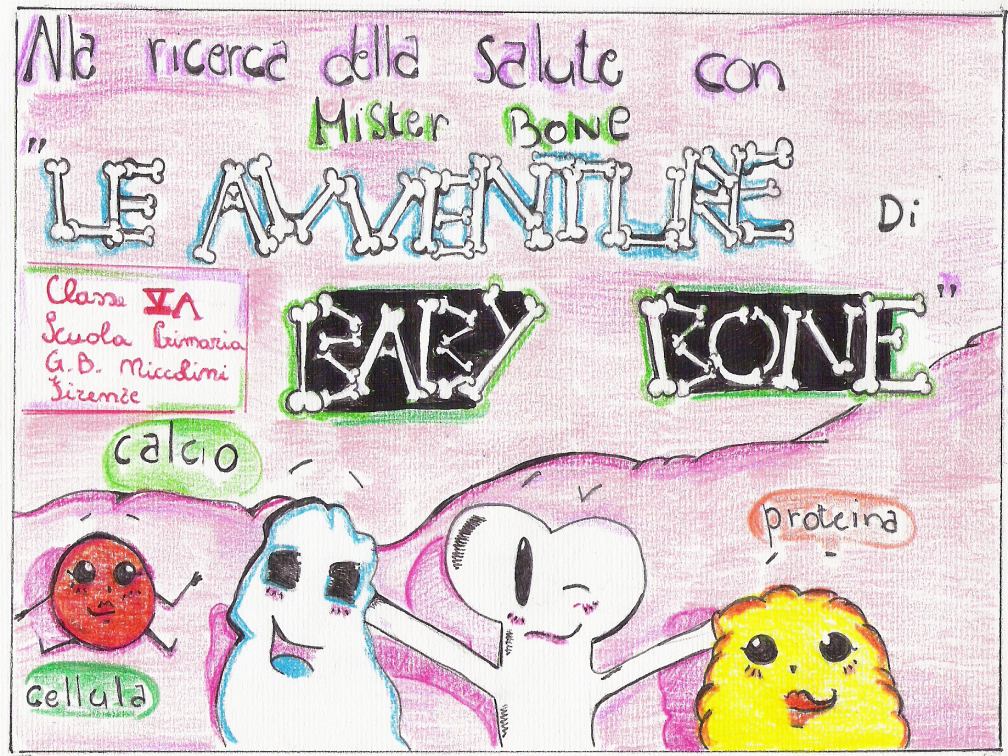 Alla ricerca della salute con
Mister Bone
"LE AVVENTURE Di
BABY BONE"
Classe VA
Scuola Primaria
G.B. Niccolini
Firenze
calcio
proteina
cellula